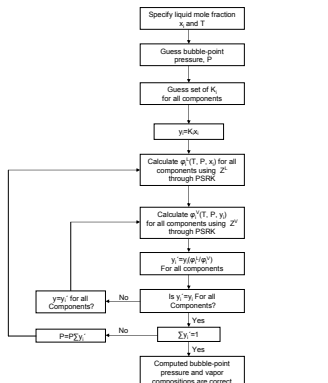 Specify liquid mole fraction
xᵢ and T
Guess bubble-point
pressure, P
Guess set of Kᵢ
for all components
yᵢ=Kᵢxᵢ
Calculate φᵢᴸ(T, P, xᵢ) for all
components using Zᴸ
through PSRK
Calculate φᵢⱽ(T, P, yᵢ)
for all components using Zⱽ
through PSRK
yᵢ´=yᵢ(φᵢᴸ/φᵢⱽ)
For all components
y=yᵢ´ for all
Components?
No
Is yᵢ´=yᵢ For all
Components?
Yes
P=P∑yᵢ´
No
∑yᵢ´=1
Yes
Computed bubble-point
pressure and vapor
compositions are correct